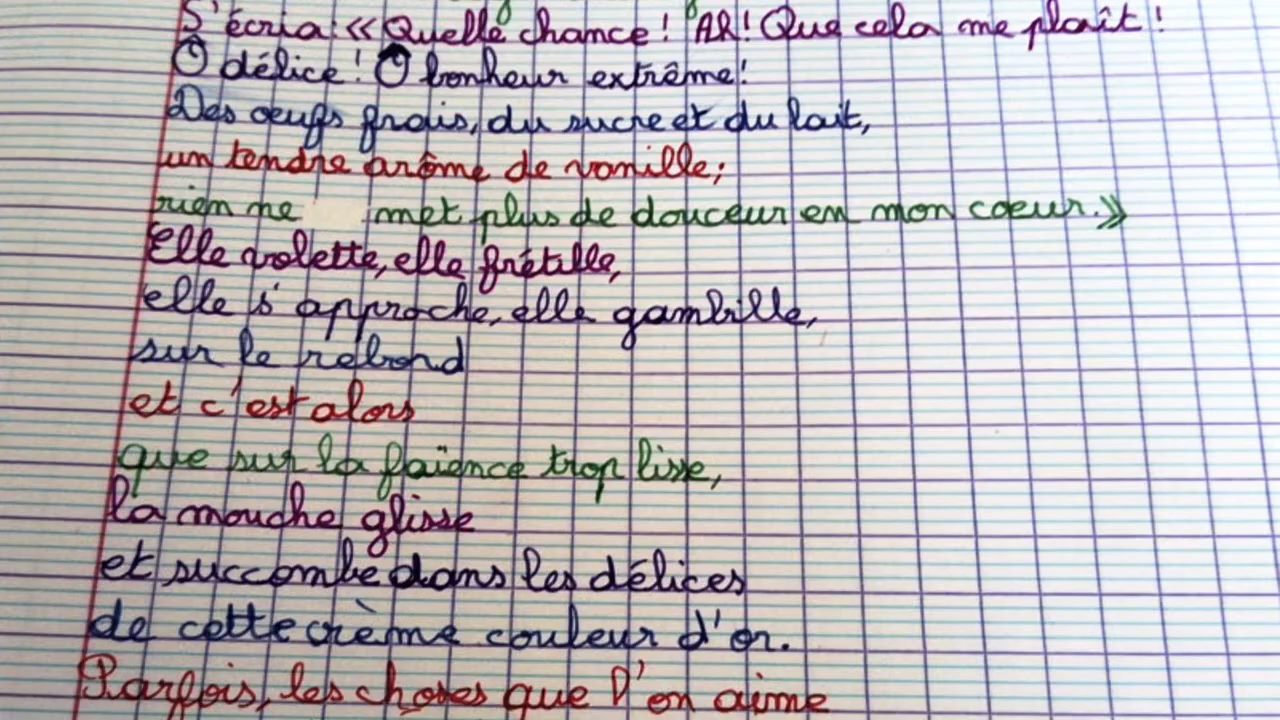 S'écria : « Quelle chance ! Ah ! Que cela me plaît !
Ô délice ! Ô bonheur extrême !
Des oeufs frais, du sucre et du lait,
un tendre arôme de vanille ;
rien ne met plus de douceur en mon coeur. »
Elle volette, elle frétille,
elle s'approche, elle gambille,
sur le rebord
et c'est alors
que sur la faïence trop lisse,
la mouche glisse
et succombe dans les délices
de cette crème couleur d'or.
Parfois, les choses que l'on aime